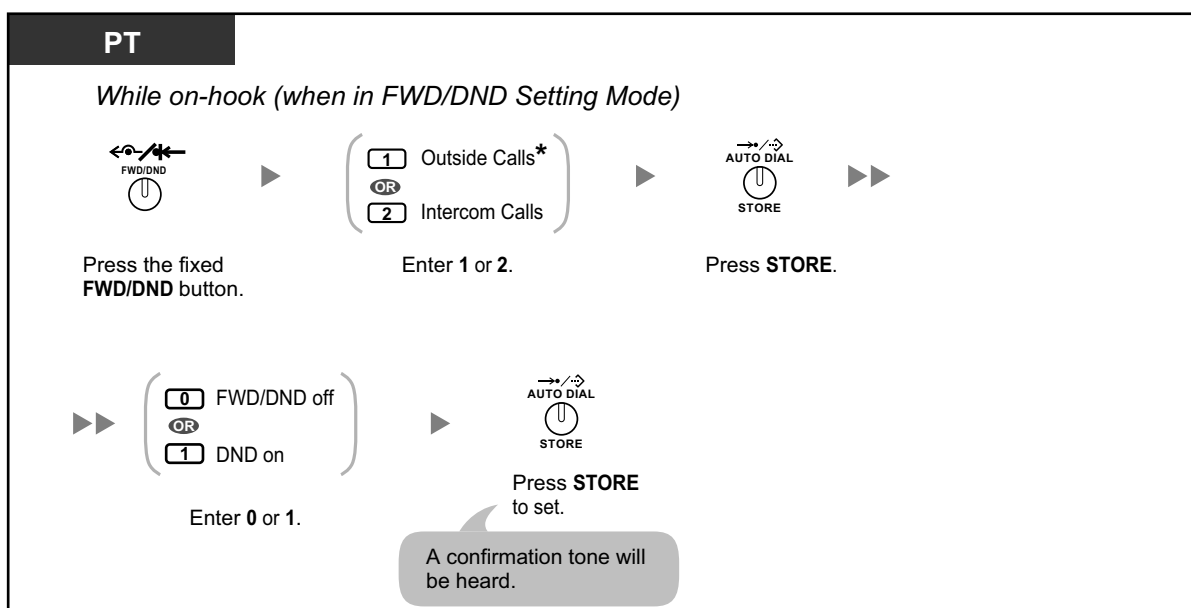 PT
While on-hook (when in FWD/DND Setting Mode)
FWD/DND
1 Outside Calls*
OR
2 Intercom Calls
AUTO DIAL
STORE
Press the fixed
FWD/DND button.
Enter 1 or 2.
Press STORE.
0 FWD/DND off
OR
1 DND on
Enter 0 or 1.
AUTO DIAL
STORE
Press STORE
to set.
A confirmation tone will
be heard.